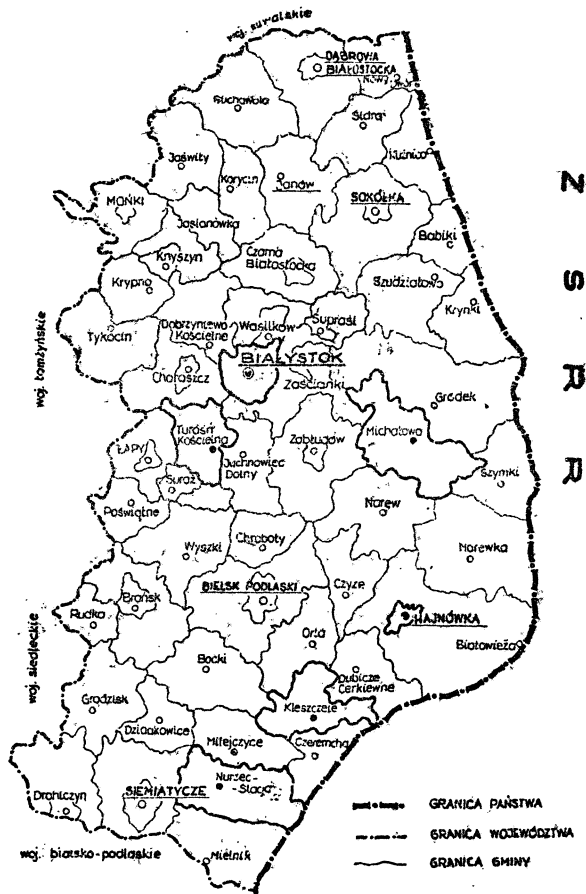 woj. suwalskie
DĄBROWA
BIAŁOSTOCKA
Nowy Dwór
Suchowola
Sidra
Kuźnica
Jaświły
Korycin
Janów
SOKÓŁKA
MOŃKI
Jasionówka
Babiki
Knyszyn
Czarna
Białostocka
Szudziałowo
Krypno
Krynki
Tykocin
Dobrzyniewo
Kościelne
Wasilków
Supraśl
woj. łomżyńskie
BIAŁYSTOK
Choroszcz
Zaścianki
Gródek
Turośń
Kościelna
Michałowo
ŁAPY
Juchnowiec
Dolny
Zabłudów
Suraż
Szymki
Poświętne
Narew
Wyszki
Chraboty
Narewka
BIELSK PODLASKI
Czyże
Brańsk
Rudka
HAJNÓWKA
Orla
Białowieża
woj. siedleckie
Boćki
Dubicze
Cerkiewne
Grodzisk
Kleszczele
Dziadkowice
Milejczyce
Czeremcha
Nurzec-
Stacja
SIEMIATYCZE
Drohiczyn
woj. bialsko-podlaskie
Mielnik
Z S R R
GRANICA PAŃSTWA
GRANICA WOJEWÓDZTWA
GRANICA GMINY